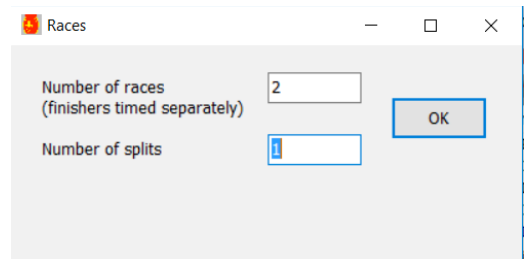 Races
Number of races
(finishers timed separately)
2
OK
Number of splits
1